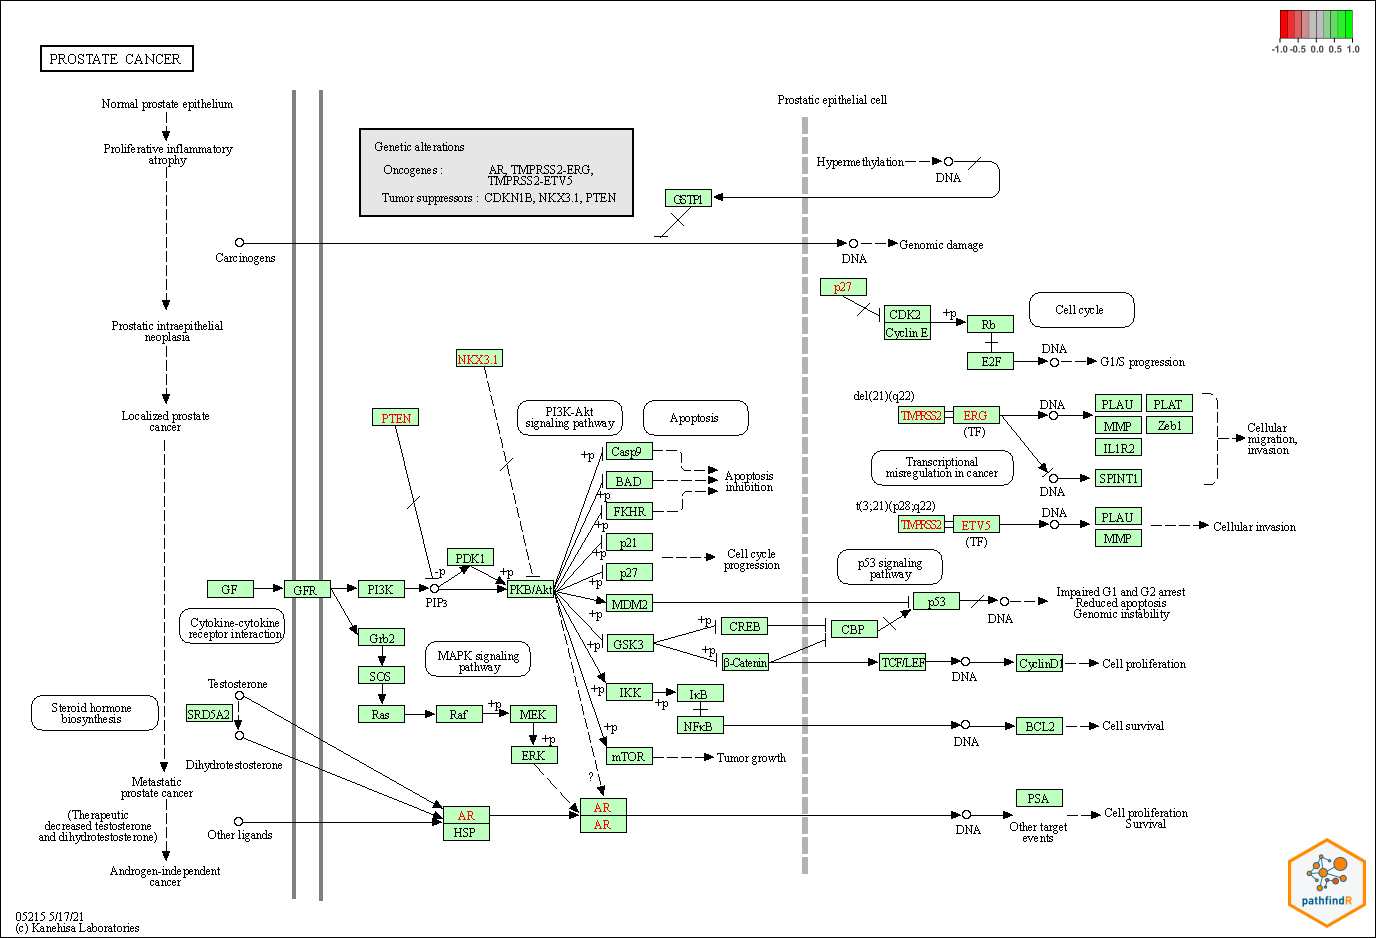 -1.0 -0.5 0.0 0.5 1.0
PROSTATE CANCER
Normal prostate epithelium
Proliferative inflammatory
atrophy
Prostatic intraepithelial
neoplasia
Localized prostate
cancer
Metastatic
prostate cancer
(Therapeutic
decreased testosterone
and dihydrotestosterone)
Androgen-independent
cancer
Genetic alterations
Oncogenes : AR, TMPRSS2-ERG,
TMPRSS2-ETV5
Tumor suppressors : CDKN1B, NKX3.1, PTEN
Prostatic epithelial cell
Hypermethylation
DNA
GSTP1
Carcinogens
DNA
Genomic damage
p27
CDK2
Cyclin E
+p
Rb
E2F
Cell cycle
DNA
G1/S progression
NKX3.1
PTEN
PI3K-Akt
signaling pathway
Apoptosis
del(21)(q22)
TMPRSS2
ERG
(TF)
DNA
PLAU
PLAT
MMP
Zeb1
IL1R2
SPINT1
DNA
Cellular
migration,
invasion
Transcriptional
misregulation in cancer
t(3;21)(p28;q22)
TMPRSS2
ETV5
(TF)
DNA
PLAU
MMP
Cellular invasion
+p
Casp9
BAD
+p
FKHR
+p
p21
+p
p27
+p
MDM2
+p
GSK3
+p
IKK
+p
+p
mTOR
+p
Apoptosis
inhibition
Cell cycle
progression
GF
GFR
PI3K
PIP3
-p
PDK1
+p
PKB/Akt
Cytokine-cytokine
receptor interaction
Grb2
SOS
Ras
Raf
+p
MEK
+p
ERK
MAPK signaling
pathway
+p
CREB
+p
β-Catenin
CBP
p53 signaling
pathway
p53
DNA
Impaired G1 and G2 arrest
Reduced apoptosis
Genomic instability
TCF/LEF
DNA
CyclinD1
Cell proliferation
IκB
NFκB
DNA
BCL2
Cell survival
Tumor growth
Steroid hormone
biosynthesis
Testosterone
SRD5A2
Dihydrotestosterone
Other ligands
AR
HSP
?
AR
AR
DNA
PSA
Other target
events
Cell proliferation
Survival
05215 5/17/21
(c) Kanehisa Laboratories
pathfindR